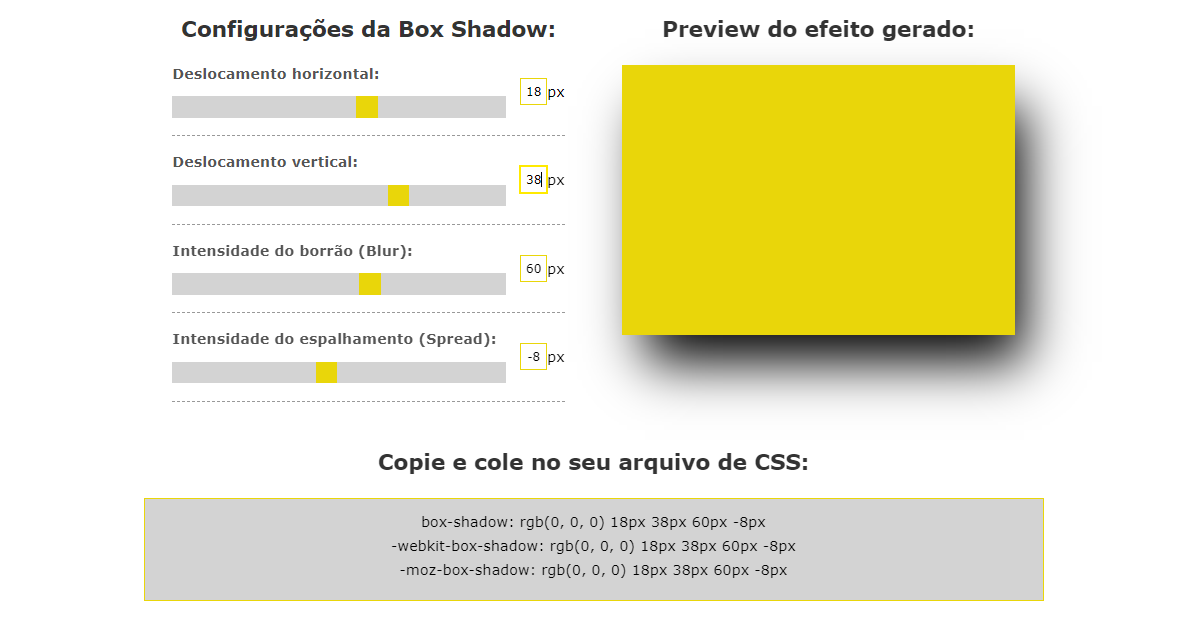 Configurações da Box Shadow:
Deslocamento horizontal:
18 px
Deslocamento vertical:
38 px
Intensidade do borrão (Blur):
60 px
Intensidade do espalhamento (Spread):
-8 px
Preview do efeito gerado:
Copie e cole no seu arquivo de CSS:
box-shadow: rgb(0, 0, 0) 18px 38px 60px -8px
-webkit-box-shadow: rgb(0, 0, 0) 18px 38px 60px -8px
-moz-box-shadow: rgb(0, 0, 0) 18px 38px 60px -8px